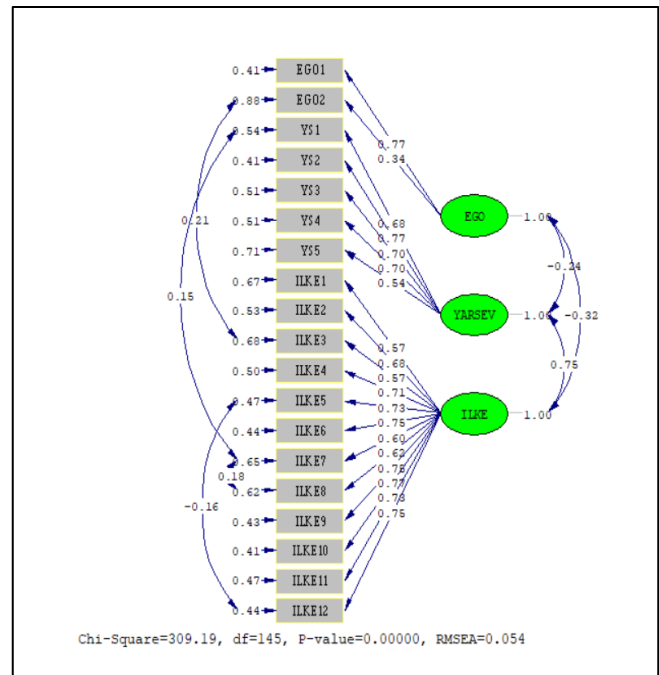 0.41 EGO1
0.88 EGO2
0.54 YS1
0.41 YS2
0.51 YS3
0.51 YS4
0.71 YS5
0.67 ILKE1
0.53 ILKE2
0.68 ILKE3
0.50 ILKE4
0.47 ILKE5
0.44 ILKE6
0.65 ILKE7
0.62 ILKE8
0.43 ILKE9
0.41 ILKE10
0.47 ILKE11
0.44 ILKE12
0.21
0.15
0.18
-0.16
0.77
0.34
0.68
0.77
0.70
0.70
0.54
0.57
0.68
0.57
0.71
0.73
0.75
0.60
0.62
0.76
0.77
0.73
0.75
EGO 1.00
YARSEV 1.00
ILKE 1.00
-0.24
-0.32
0.75
Chi-Square=309.19, df=145, P-value=0.00000, RMSEA=0.054